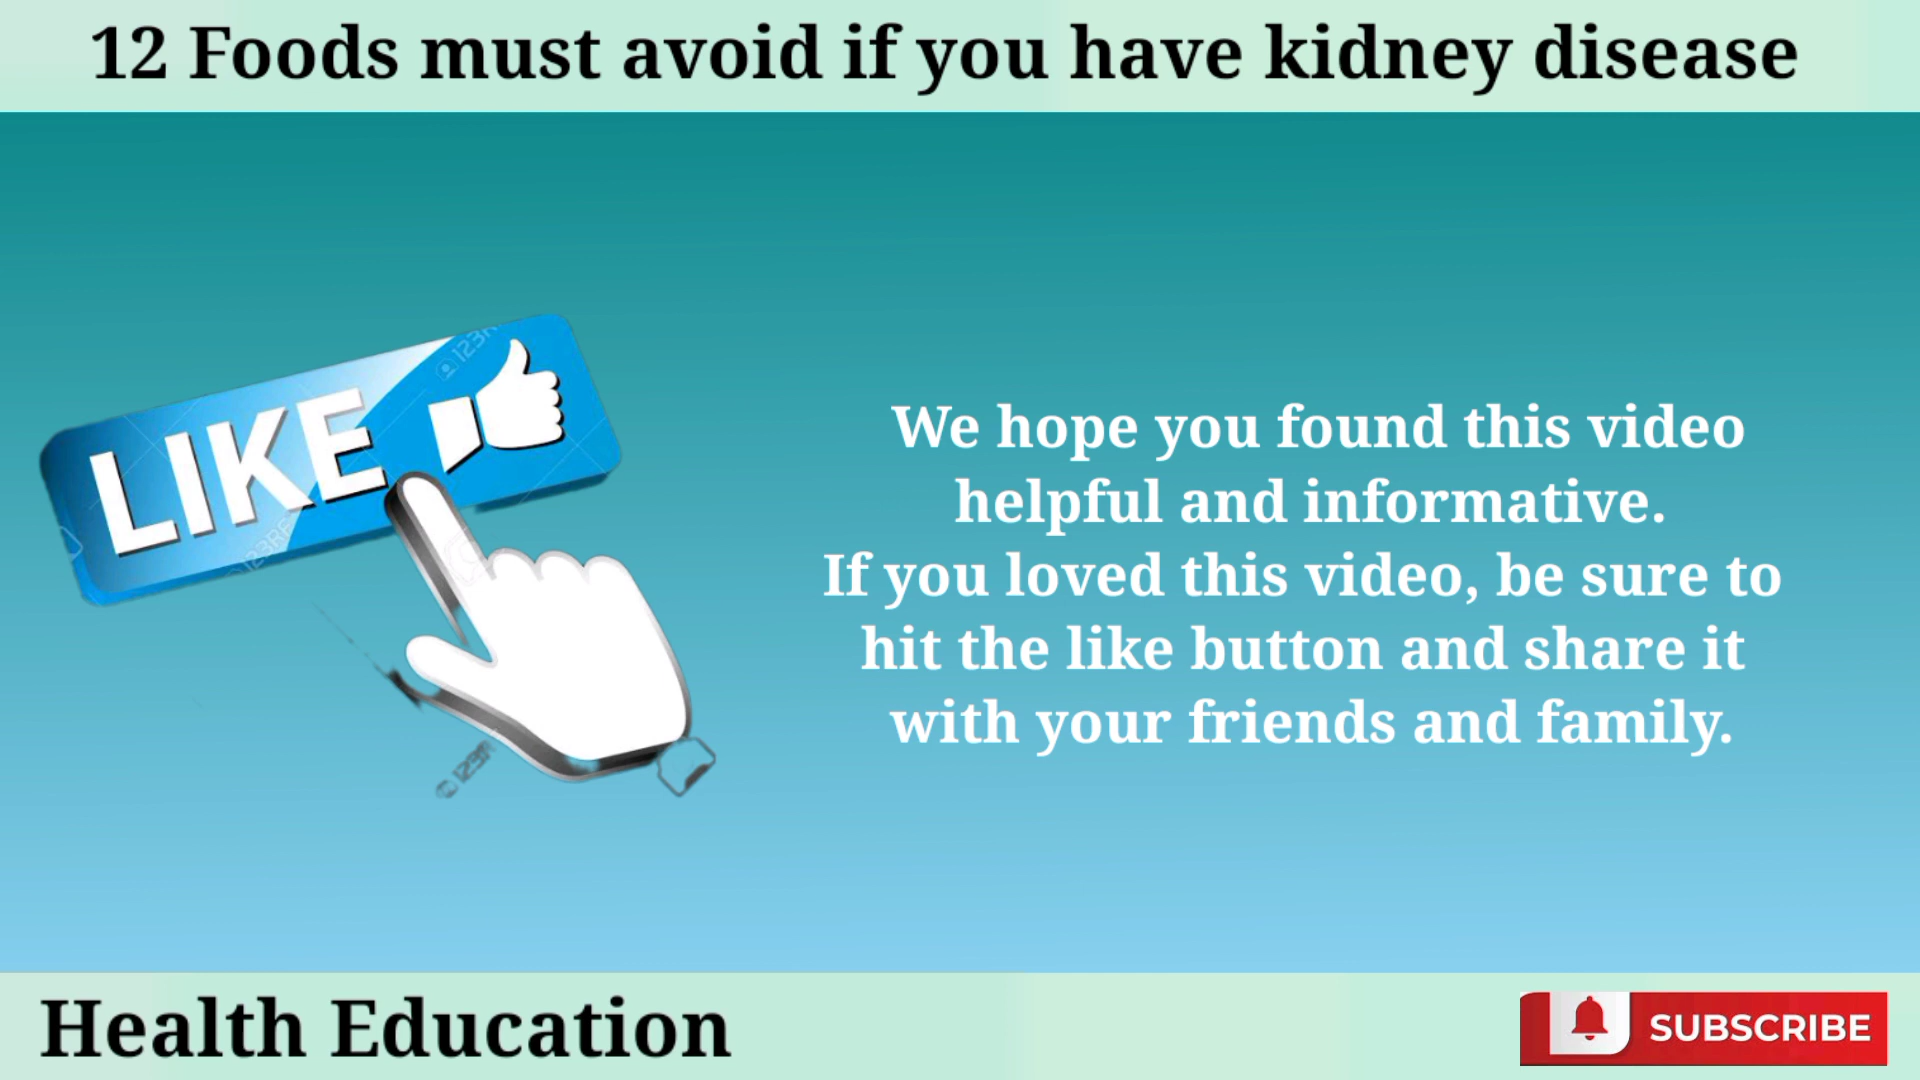 12 Foods must avoid if you have kidney disease
LIKE
We hope you found this video
helpful and informative.
If you loved this video, be sure to
hit the like button and share it
with your friends and family.
Health Education
SUBSCRIBE